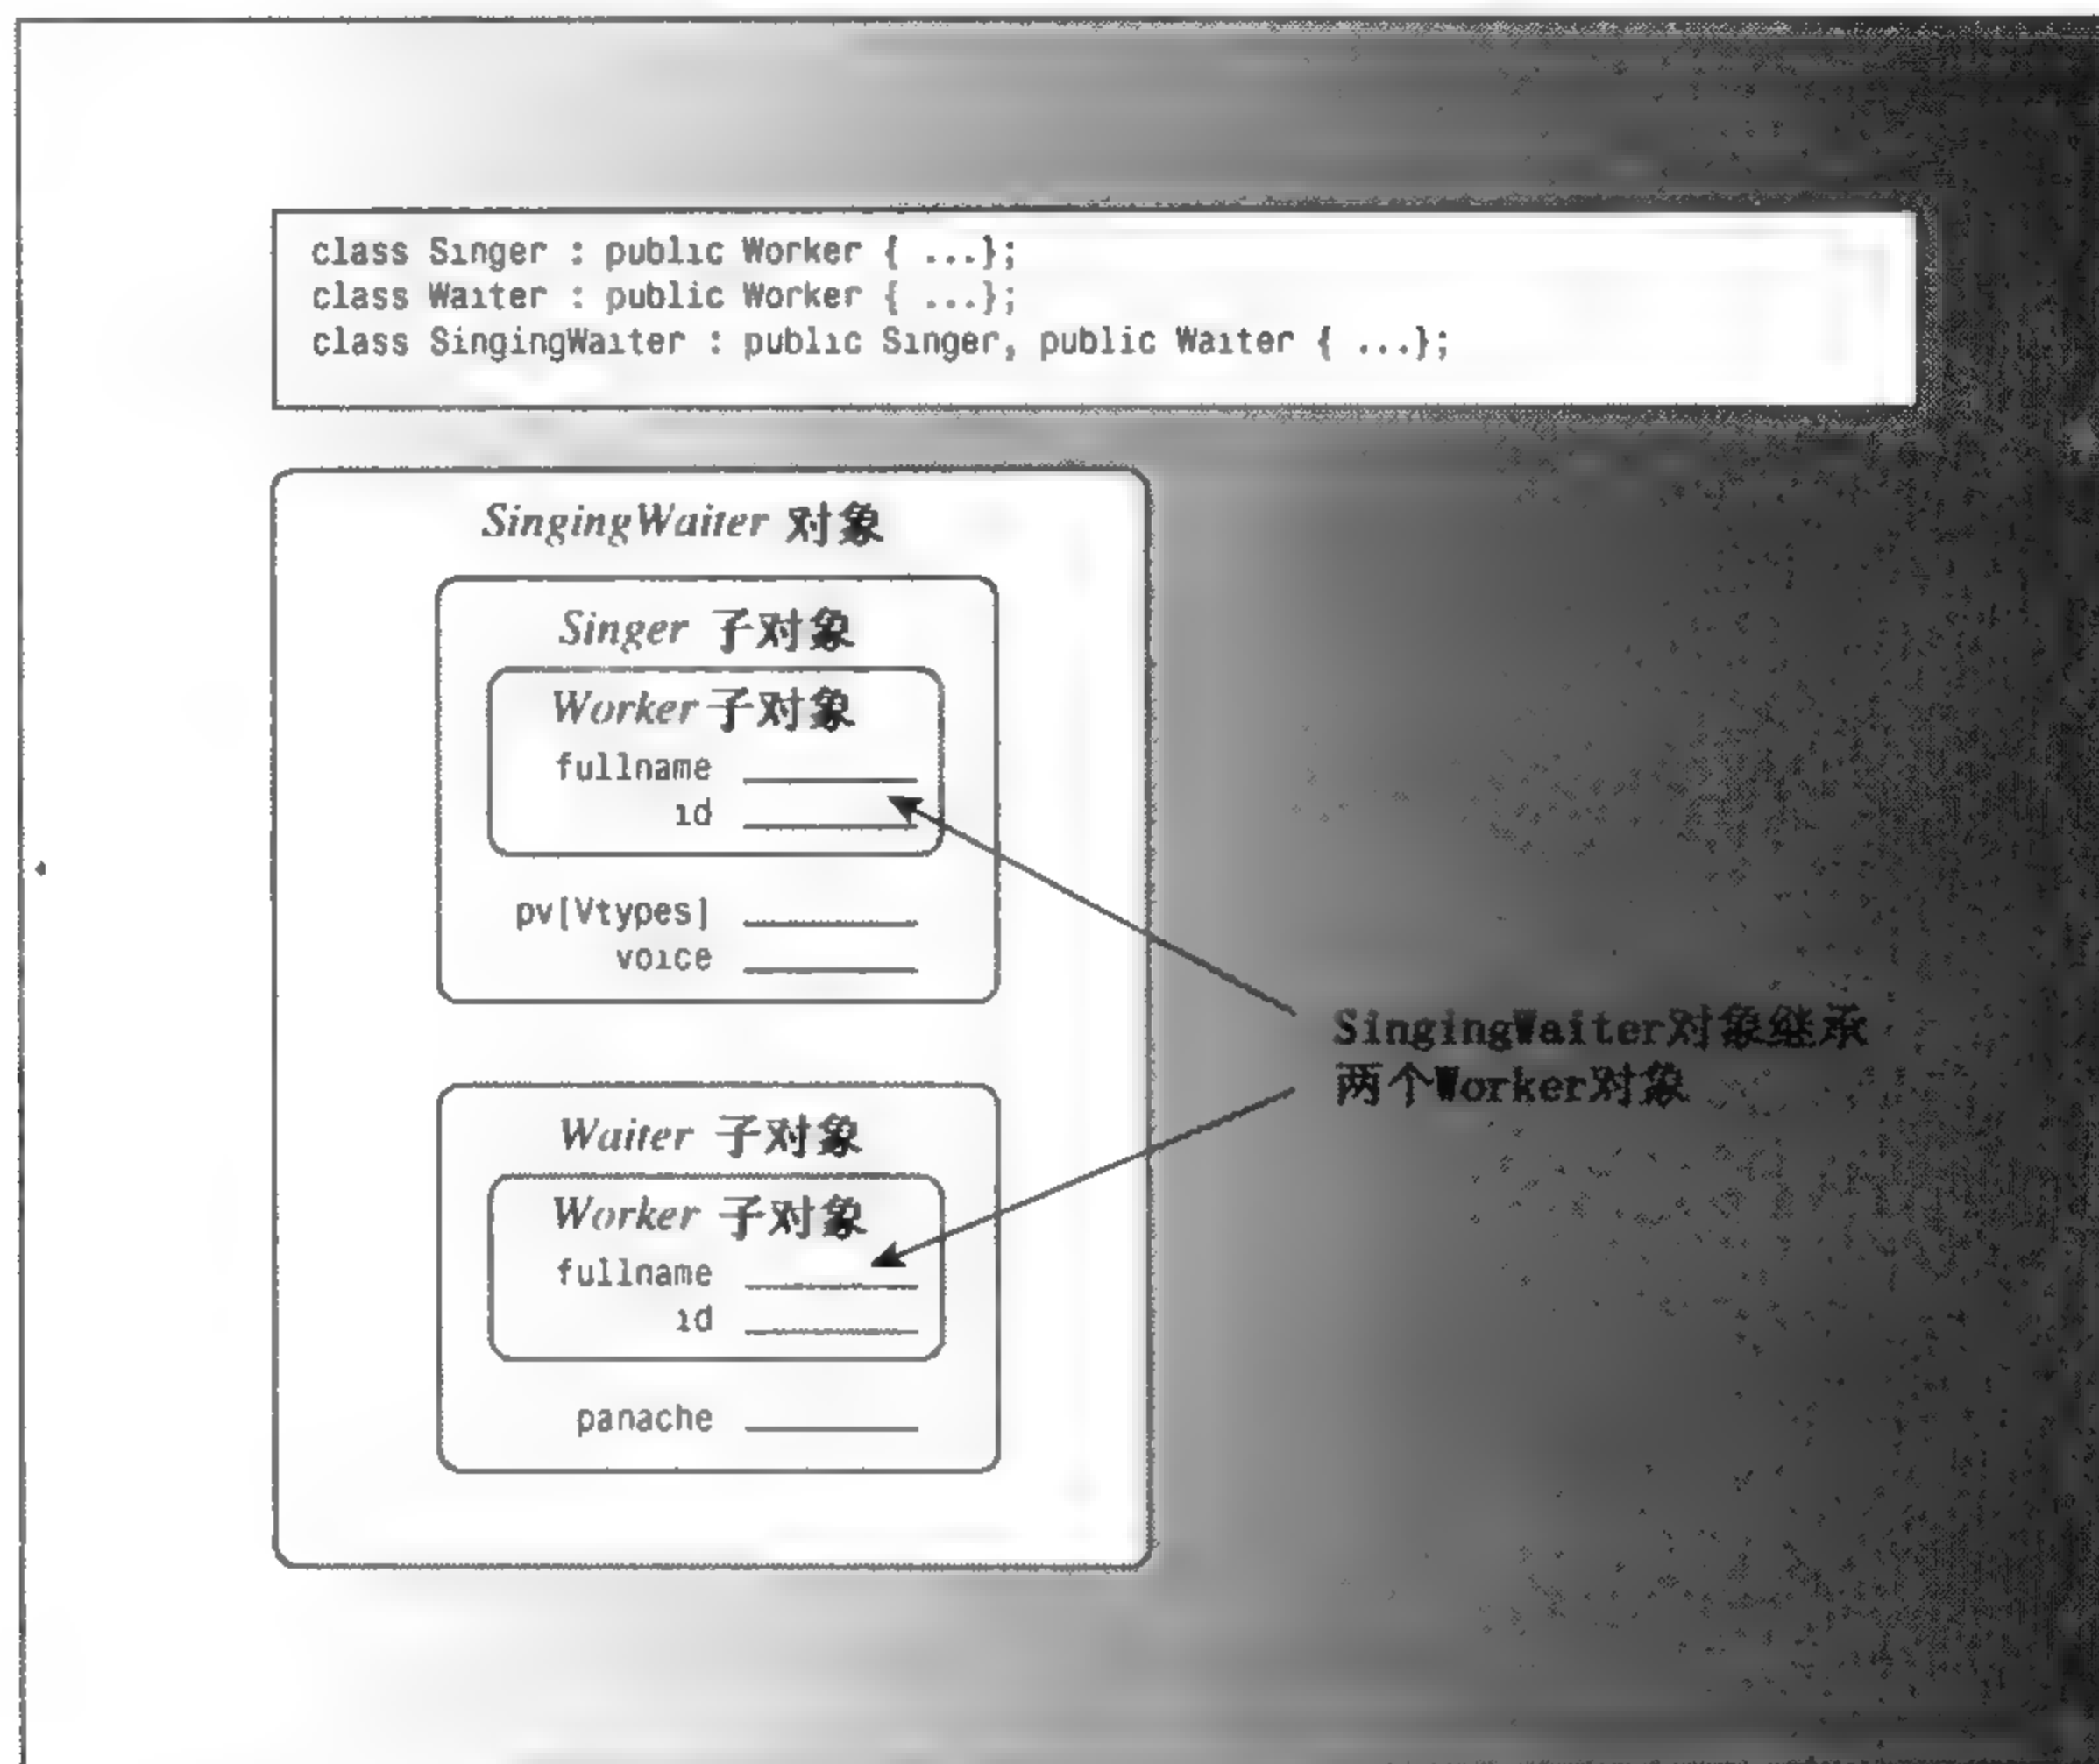 class Singer : public Worker { ...};
class Waiter : public Worker { ...};
class SingingWaiter : public Singer, public Waiter { ...};
SingingWaiter 对象
Singer 子对象
Worker 子对象
fullname
id
pv[Vtypes]
voice
SingingWaiter对象继承
两个Worker对象
Waiter 子对象
Worker 子对象
fullname
id
panache